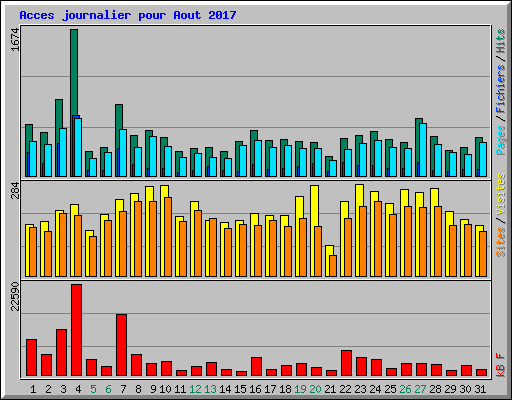 Acces journalier pour Aout 2017
1674
Pages / Fichiers / Hits
284
Sites / Visites
22590
kB F
1 2 3 4 5 6 7 8 9 10 11 12 13 14 15 16 17 18 19 20 21 22 23 24 25 26 27 28 29 30 31